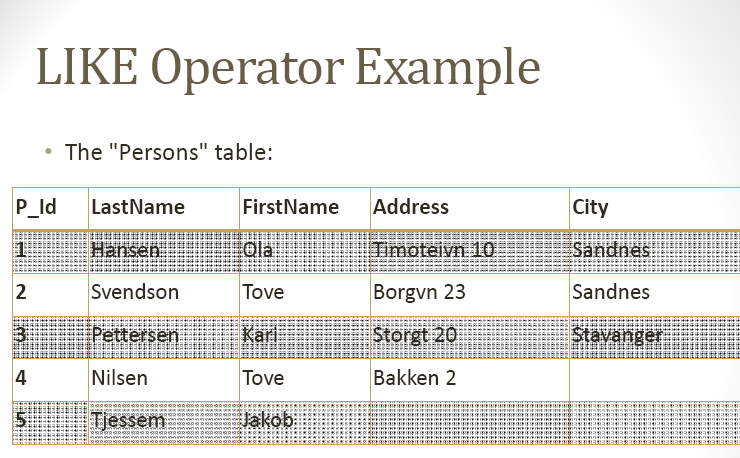 LIKE Operator Example
• The "Persons" table:
P_Id LastName FirstName Address City
1 Hansen Ola Timoteivn 10 Sandnes
2 Svendson Tove Borgvn 23 Sandnes
3 Pettersen Kari Storgt 20 Stavanger
4 Nilsen Tove Bakken 2
5 Tjessem Jakob